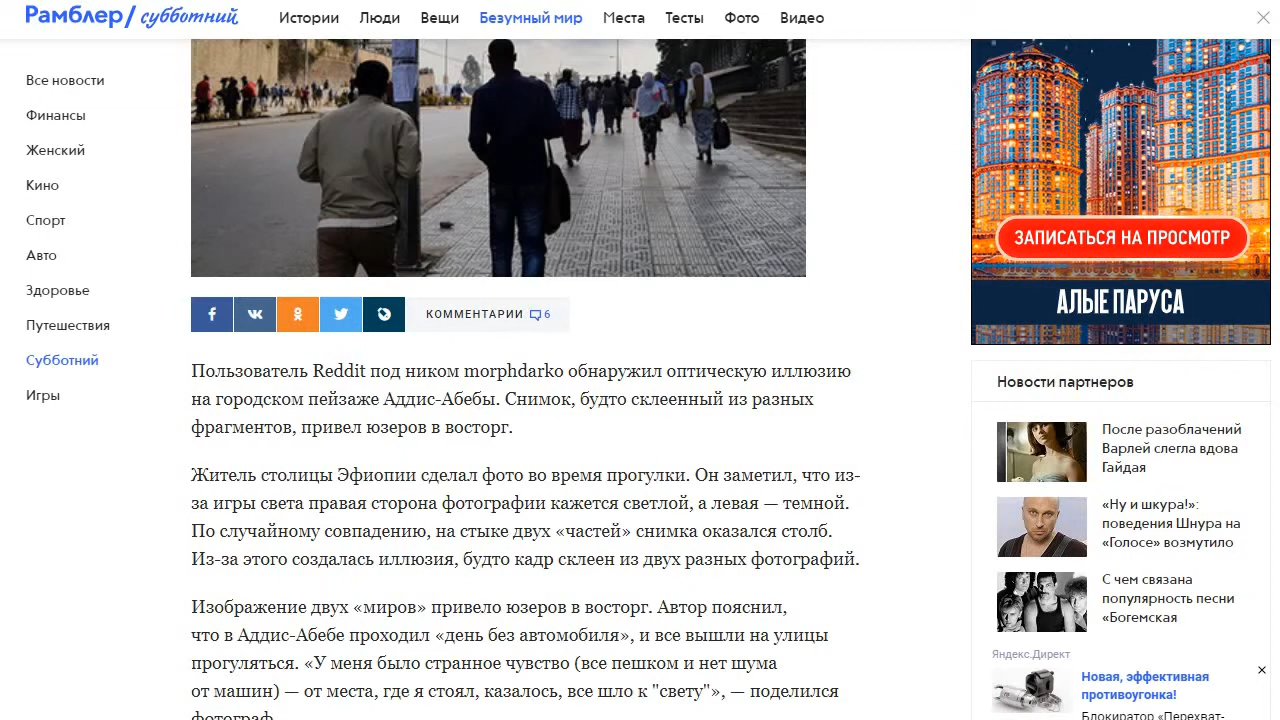 Рамблер/ субботний
Истории Люди Вещи Безумный мир Места Тесты Фото Видео
Все новости
Финансы
Женский
Кино
Спорт
Авто
Здоровье
Путешествия
Субботний
Игры
КОММЕНТАРИИ 6
Пользователь Reddit под ником morphdarko обнаружил оптическую иллюзию
на городском пейзаже Аддис-Абебы. Снимок, будто склеенный из разных
фрагментов, привел юзеров в восторг.
Житель столицы Эфиопии сделал фото во время прогулки. Он заметил, что из-
за игры света правая сторона фотографии кажется светлой, а левая — темной.
По случайному совпадению, на стыке двух «частей» снимка оказался столб.
Из-за этого создалась иллюзия, будто кадр склеен из двух разных фотографий.
Изображение двух «миров» привело юзеров в восторг. Автор пояснил,
что в Аддис-Абебе проходил «день без автомобиля», и все вышли на улицы
прогуляться. «У меня было странное чувство (все пешком и нет шума
от машин) — от места, где я стоял, казалось, все шло к "свету"», — поделился
фотограф.
ЗАПИСАТЬСЯ НА ПРОСМОТР
АЛЫЕ ПАРУСА
Новости партнеров
После разоблачений
Варлей слегла вдова
Гайдая
«Ну и шкура!»:
поведения Шнура на
«Голосе» возмутило
С чем связана
популярность песни
«Богемская
Яндекс.Директ
Новая, эффективная
противоугонка!
Блокиратор «Перехват-